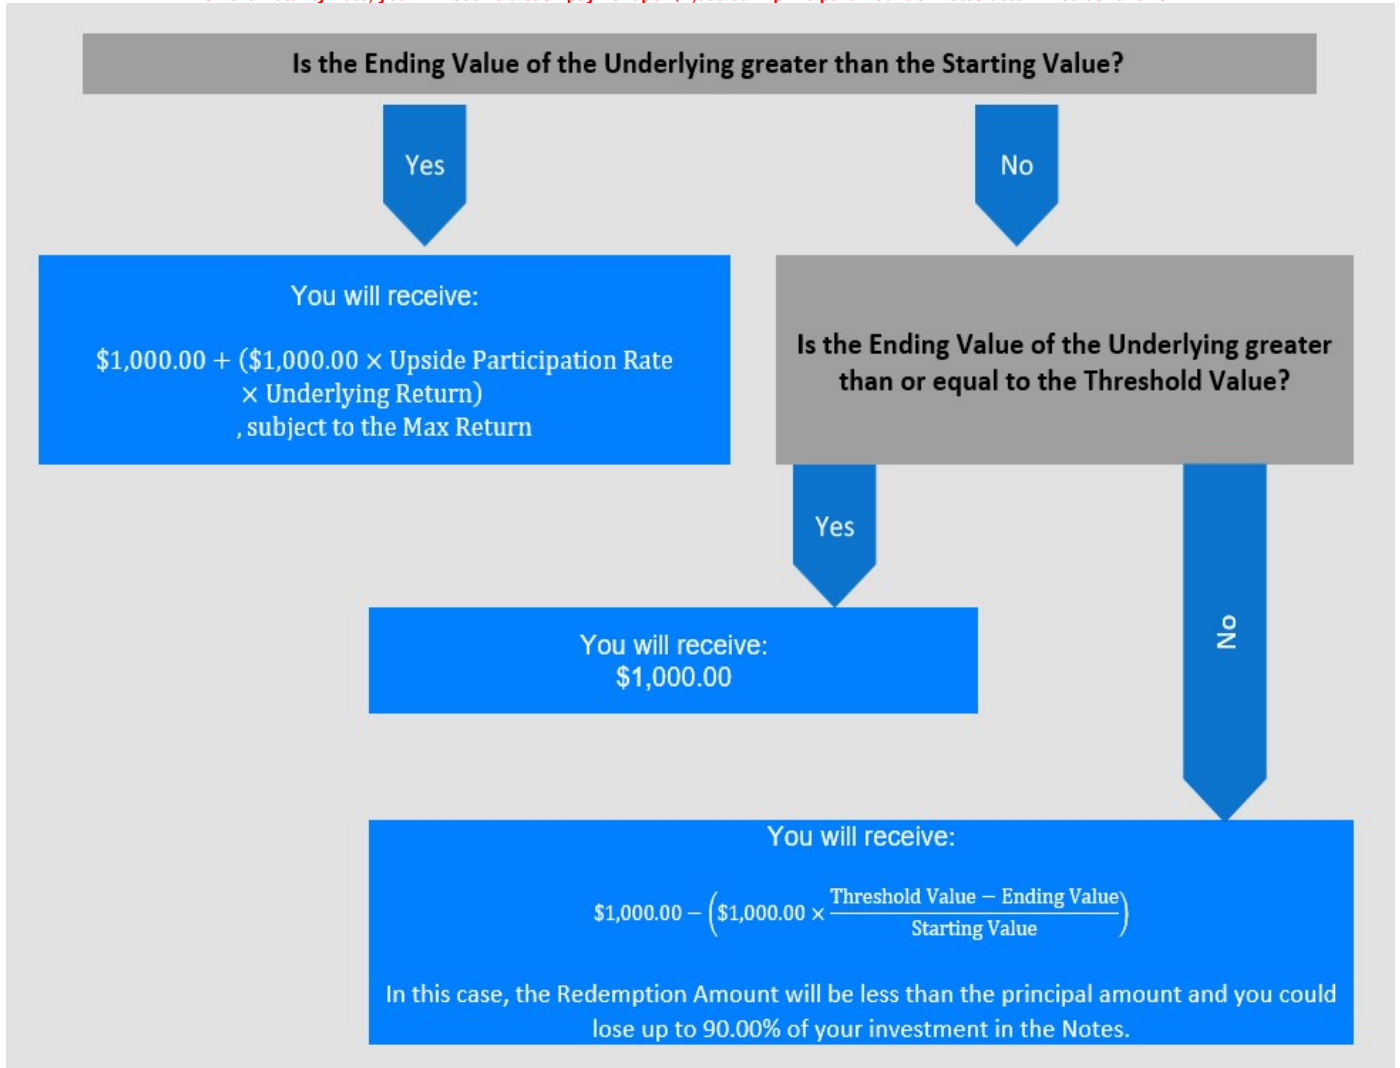 Is the Ending Value of the Underlying greater than the Starting Value?
Yes
No
You will receive:
$1,000.00 + ($1,000.00 × Upside Participation Rate
× Underlying Return)
, subject to the Max Return
Is the Ending Value of the Underlying greater
than or equal to the Threshold Value?
Yes
No
You will receive:
$1,000.00
You will receive:
$1,000.00 − ($1,000.00 × Threshold Value − Ending Value
Starting Value)
In this case, the Redemption Amount will be less than the principal amount and you could
lose up to 90.00% of your investment in the Notes.